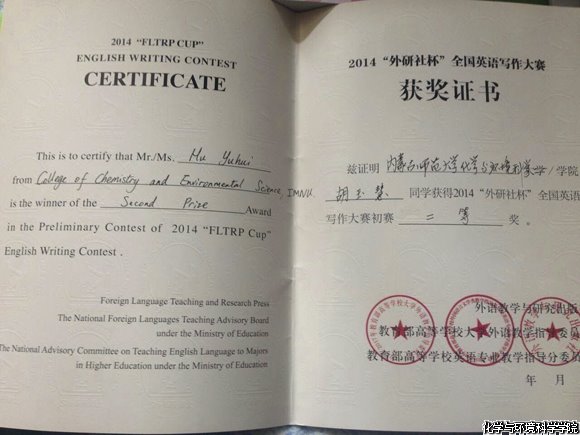 2014 "FLTRP CUP"
ENGLISH WRITING CONTEST
CERTIFICATE
This is to certify that Mr./Ms. Hu Yuhui
from College of Chemistry and Environmental Science, IMNU.
is the winner of the Second Prize Award
in the Preliminary Contest of 2014 "FLTRP Cup"
English Writing Contest .
Foreign Language Teaching and Research Press
The National Foreign Languages Teaching Advisory Board
under the Ministry of Education
The National Advisory Committee on Teaching English Language to Majors
in Higher Education under the Ministry of Education
2014 “外研社杯” 全国英语写作大赛
获奖证书
兹证明 内蒙古师范大学化学与环境科学学/学院
胡玉慧 同学获得2014 “外研社杯” 全国英语
写作大赛初赛 二等 奖。
外语教学与研究出版
教育部高等学校大学外语教学指导委员
教育部高等学校英语专业教学指导分委员
年 月
化学与环境科学学院